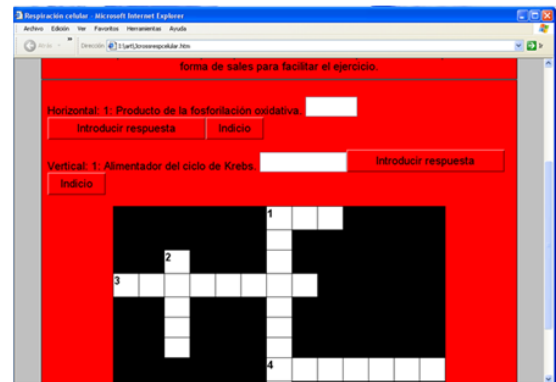 Respiración celular - Microsoft Internet Explorer
Archivo Edición Ver Favoritos Herramientas Ayuda
Dirección Ir
forma de sales para facilitar el ejercicio.
Horizontal: 1: Producto de la fosforilación oxidativa.
Introducir respuesta Indicio
Vertical: 1: Alimentador del ciclo de Krebs. Introducir respuesta
Indicio
1
2
3
4